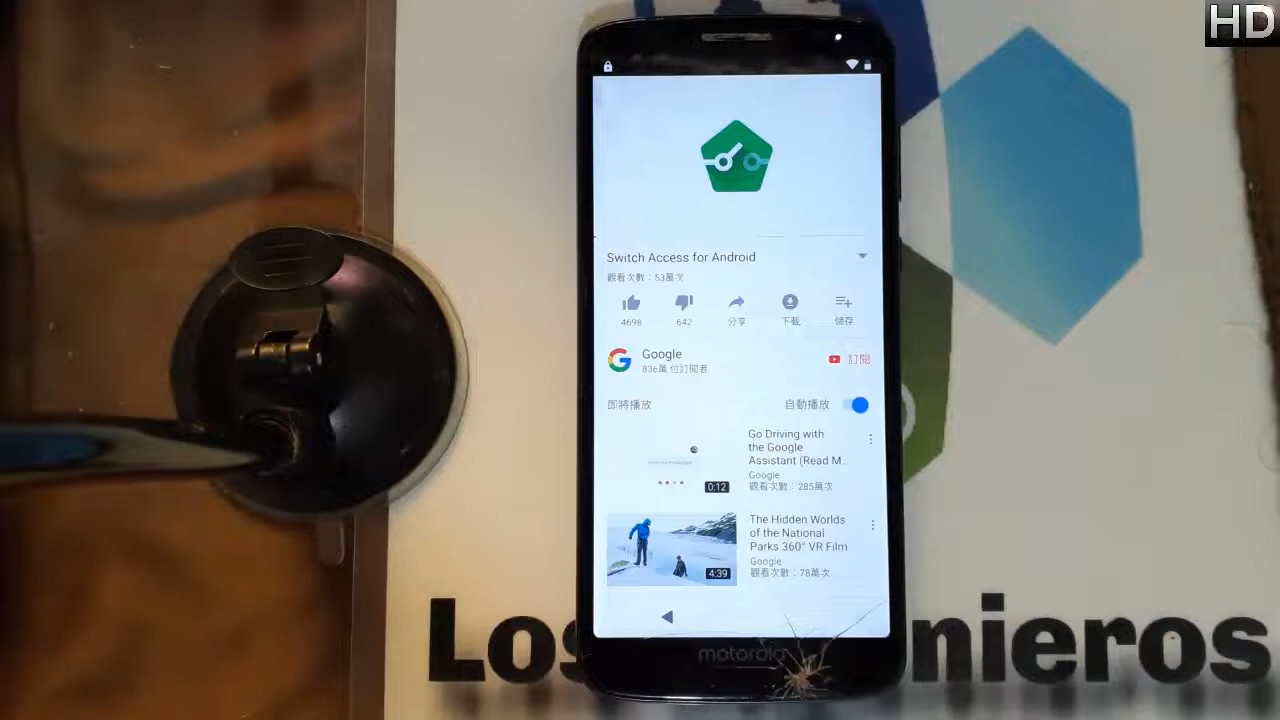 HD
Switch Access for Android
觀看次數：53萬次
4698
642
分享
下載
儲存
Google
836萬 位訂閱者
訂閱
即將播放
自動播放
Go Driving with
the Google
Assistant (Read M...
Google
觀看次數：285萬次
0:12
The Hidden Worlds
of the National
Parks 360° VR Film
Google
觀看次數：78萬次
4:39
motorola
Los
nieros